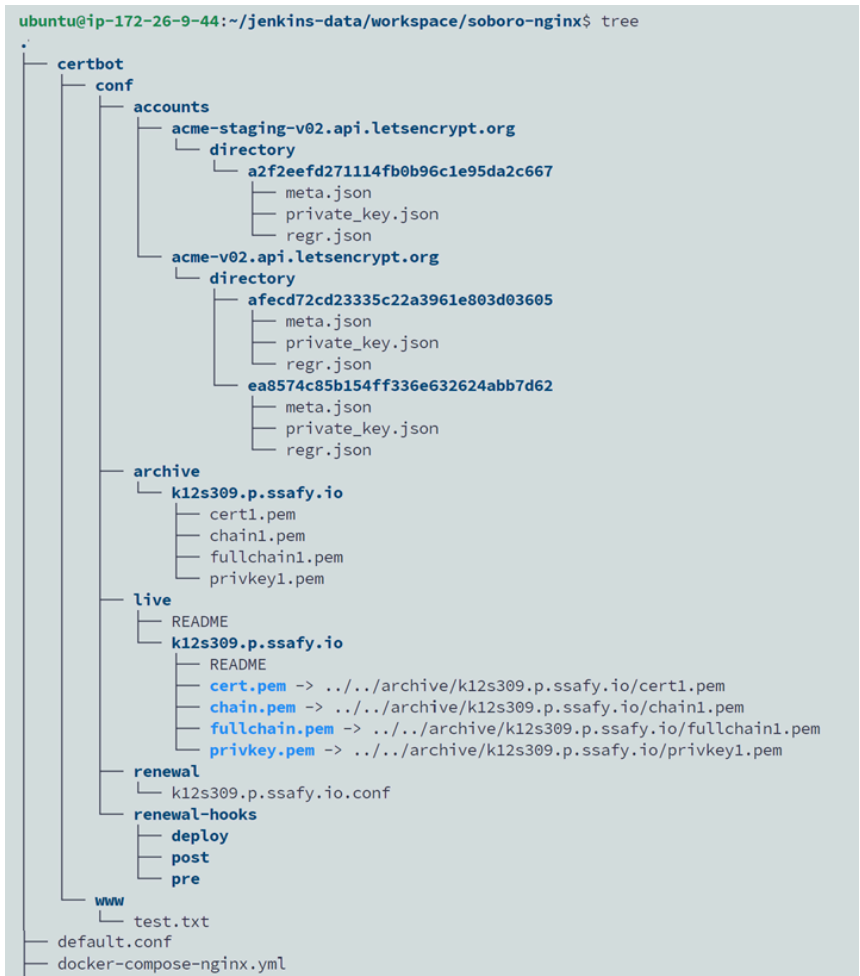 ubuntu@ip-172-26-9-44:~/jenkins-data/workspace/soboro-nginx$ tree
.
├── certbot
│   ├── conf
│   │   ├── accounts
│   │   │   ├── acme-staging-v02.api.letsencrypt.org
│   │   │   │   └── directory
│   │   │   │       └── a2f2eefd271114fb0b96c1e95da2c667
│   │   │   │           ├── meta.json
│   │   │   │           ├── private_key.json
│   │   │   │           └── regr.json
│   │   │   └── acme-v02.api.letsencrypt.org
│   │   │       └── directory
│   │   │           ├── afecd72cd23335c22a3961e803d03605
│   │   │           │   ├── meta.json
│   │   │           │   ├── private_key.json
│   │   │           │   └── regr.json
│   │   │           └── ea8574c85b154ff336e632624abb7d62
│   │   │               ├── meta.json
│   │   │               ├── private_key.json
│   │   │               └── regr.json
│   │   ├── archive
│   │   │   └── k12s309.p.ssafy.io
│   │   │       ├── cert1.pem
│   │   │       ├── chain1.pem
│   │   │       ├── fullchain1.pem
│   │   │       └── privkey1.pem
│   │   ├── live
│   │   │   ├── README
│   │   │   └── k12s309.p.ssafy.io
│   │   │       ├── README
│   │   │       ├── cert.pem -> ../../archive/k12s309.p.ssafy.io/cert1.pem
│   │   │       ├── chain.pem -> ../../archive/k12s309.p.ssafy.io/chain1.pem
│   │   │       ├── fullchain.pem -> ../../archive/k12s309.p.ssafy.io/fullchain1.pem
│   │   │       └── privkey.pem -> ../../archive/k12s309.p.ssafy.io/privkey1.pem
│   │   ├── renewal
│   │   │   └── k12s309.p.ssafy.io.conf
│   │   └── renewal-hooks
│   │       ├── deploy
│   │       ├── post
│   │       └── pre
│   └── www
│       └── test.txt
├── default.conf
├── docker-compose-nginx.yml